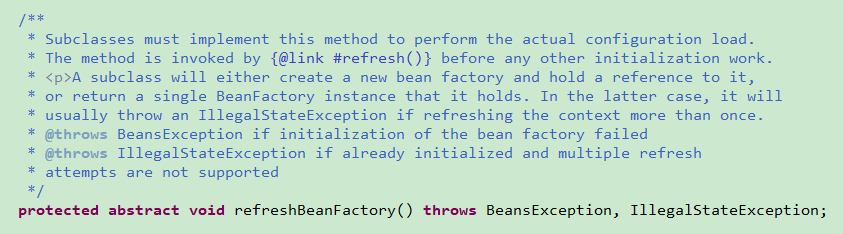 /**
* Subclasses must implement this method to perform the actual configuration load.
* The method is invoked by {@link #refresh()} before any other initialization work.
* <p>A subclass will either create a new bean factory and hold a reference to it,
* or return a single BeanFactory instance that it holds. In the latter case, it will
* usually throw an IllegalStateException if refreshing the context more than once.
* @throws BeansException if initialization of the bean factory failed
* @throws IllegalStateException if already initialized and multiple refresh
* attempts are not supported
*/
protected abstract void refreshBeanFactory() throws BeansException, IllegalStateException;